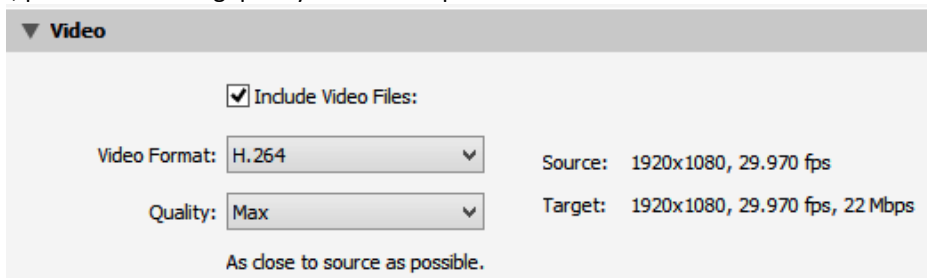 Video
Include Video Files:
Video Format: H.264
Source: 1920x1080, 29.970 fps
Quality: Max
Target: 1920x1080, 29.970 fps, 22 Mbps
As close to source as possible.